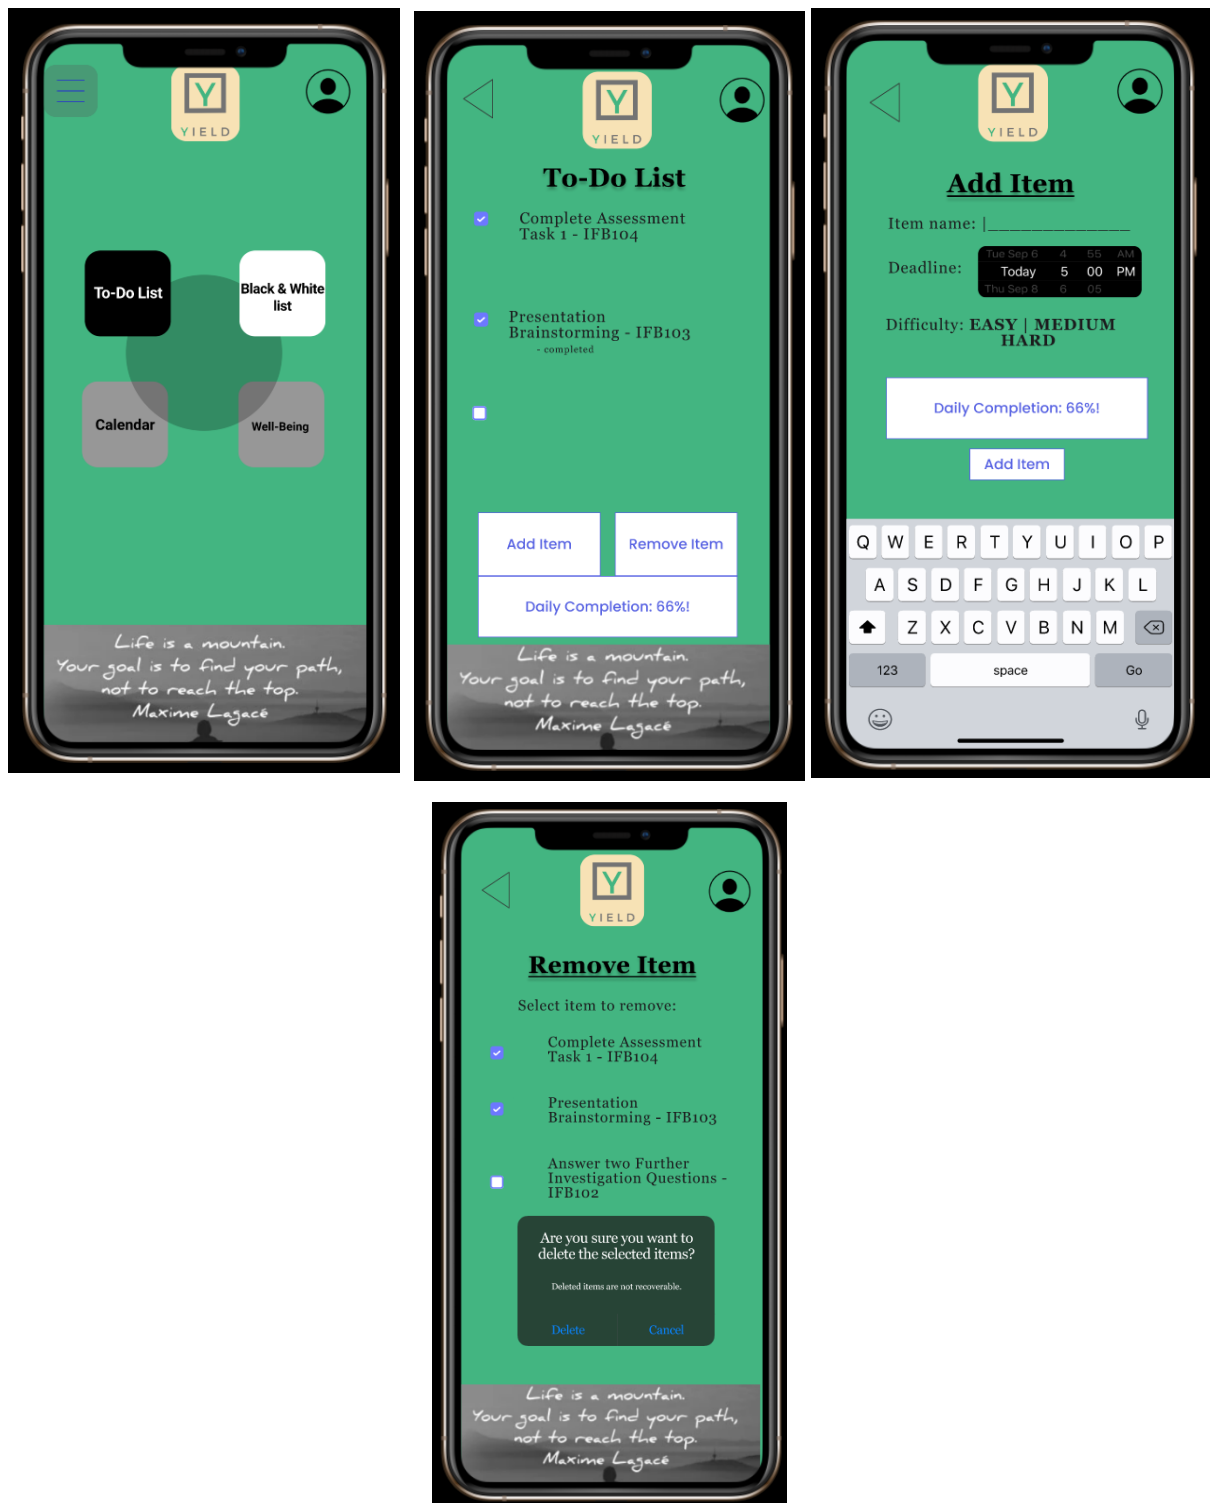 Y
YIELD
To-Do List
Black & White
list
Calendar
Well-Being
Life is a mountain.
Your goal is to find your path,
not to reach the top.
Maxime Lagacé
Y
YIELD
To-Do List
Complete Assessment
Task 1 - IFB104
Presentation
Brainstorming - IFB103
- completed
Add Item
Remove Item
Daily Completion: 66%!
Life is a mountain.
Your goal is to find your path,
not to reach the top.
Maxime Lagacé
Y
YIELD
Add Item
Item name: |_____________
Deadline:
Tue Sep 6 4 55 AM
Today 5 00 PM
Thu Sep 8 6 05
Difficulty: EASY | MEDIUM
HARD
Daily Completion: 66%!
Add Item
Q W E R T Y U I O P
A S D F G H J K L
Z X C V B N M
123 space Go
Y
YIELD
Remove Item
Select item to remove:
Complete Assessment
Task 1 - IFB104
Presentation
Brainstorming - IFB103
Answer two Further
Investigation Questions -
IFB102
Are you sure you want to
delete the selected items?
Deleted items are not recoverable.
Delete Cancel
Life is a mountain.
Your goal is to find your path,
not to reach the top.
Maxime Lagacé